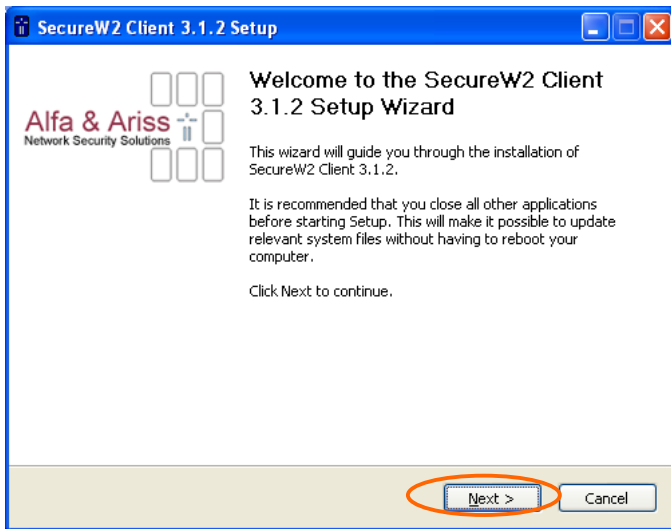 SecureW2 Client 3.1.2 Setup
Alfa & Ariss
Network Security Solutions
Welcome to the SecureW2 Client
3.1.2 Setup Wizard
This wizard will guide you through the installation of
SecureW2 Client 3.1.2.
It is recommended that you close all other applications
before starting Setup. This will make it possible to update
relevant system files without having to reboot your
computer.
Click Next to continue.
Next >
Cancel